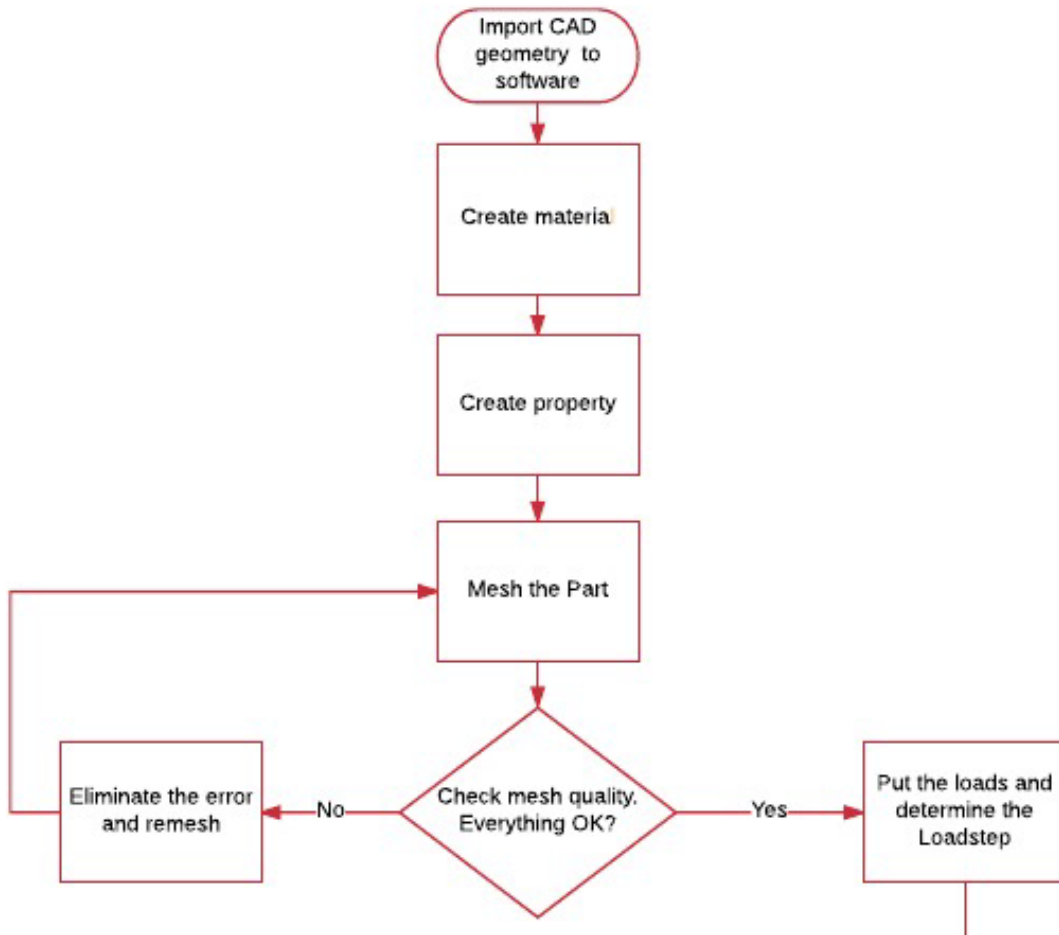 Import CAD
geometry to
software
Create material
Create property
Mesh the Part
Eliminate the error
and remesh
No
Check mesh quality.
Everything OK?
Yes
Put the loads and
determine the
Loadstep